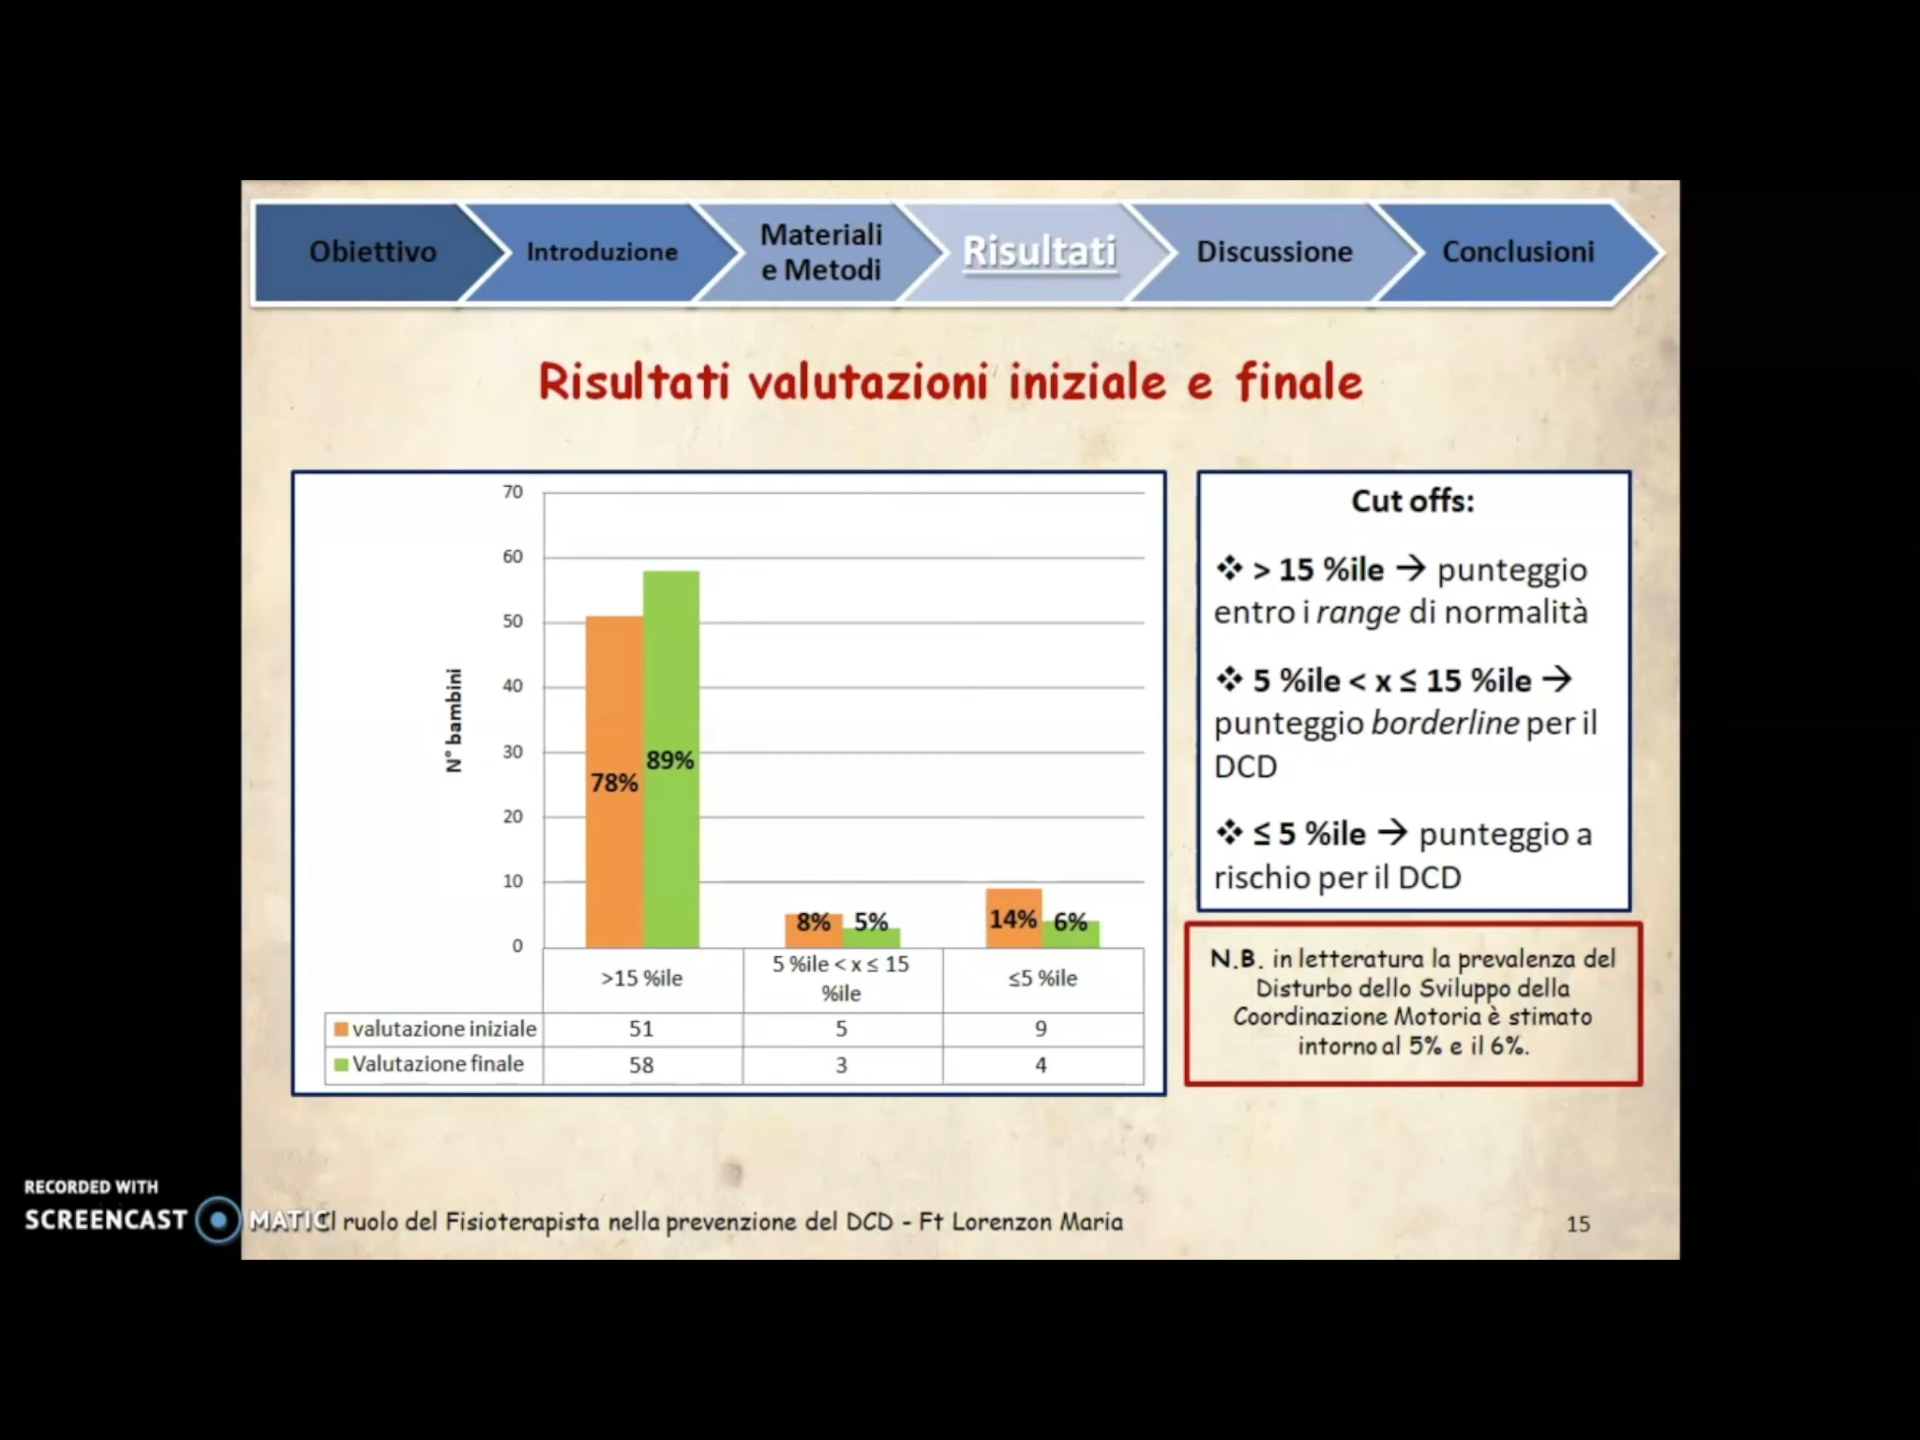 Obiettivo
Introduzione
Materiali
e Metodi
Risultati
Discussione
Conclusioni
Risultati valutazioni iniziale e finale
70
60
50
40
30
20
10
0
N° bambini
78%
89%
8%
5%
14%
6%
>15 %ile
5 %ile < x ≤ 15
%ile
≤5 %ile
valutazione iniziale 51 5 9
Valutazione finale 58 3 4
Cut offs:
❖ > 15 %ile → punteggio
entro i range di normalità
❖ 5 %ile < x ≤ 15 %ile →
punteggio borderline per il
DCD
❖ ≤ 5 %ile → punteggio a
rischio per il DCD
N.B. in letteratura la prevalenza del
Disturbo dello Sviluppo della
Coordinazione Motoria è stimato
intorno al 5% e il 6%.
RECORDED WITH
SCREENCAST MATIC
Il ruolo del Fisioterapista nella prevenzione del DCD - Ft Lorenzon Maria
15